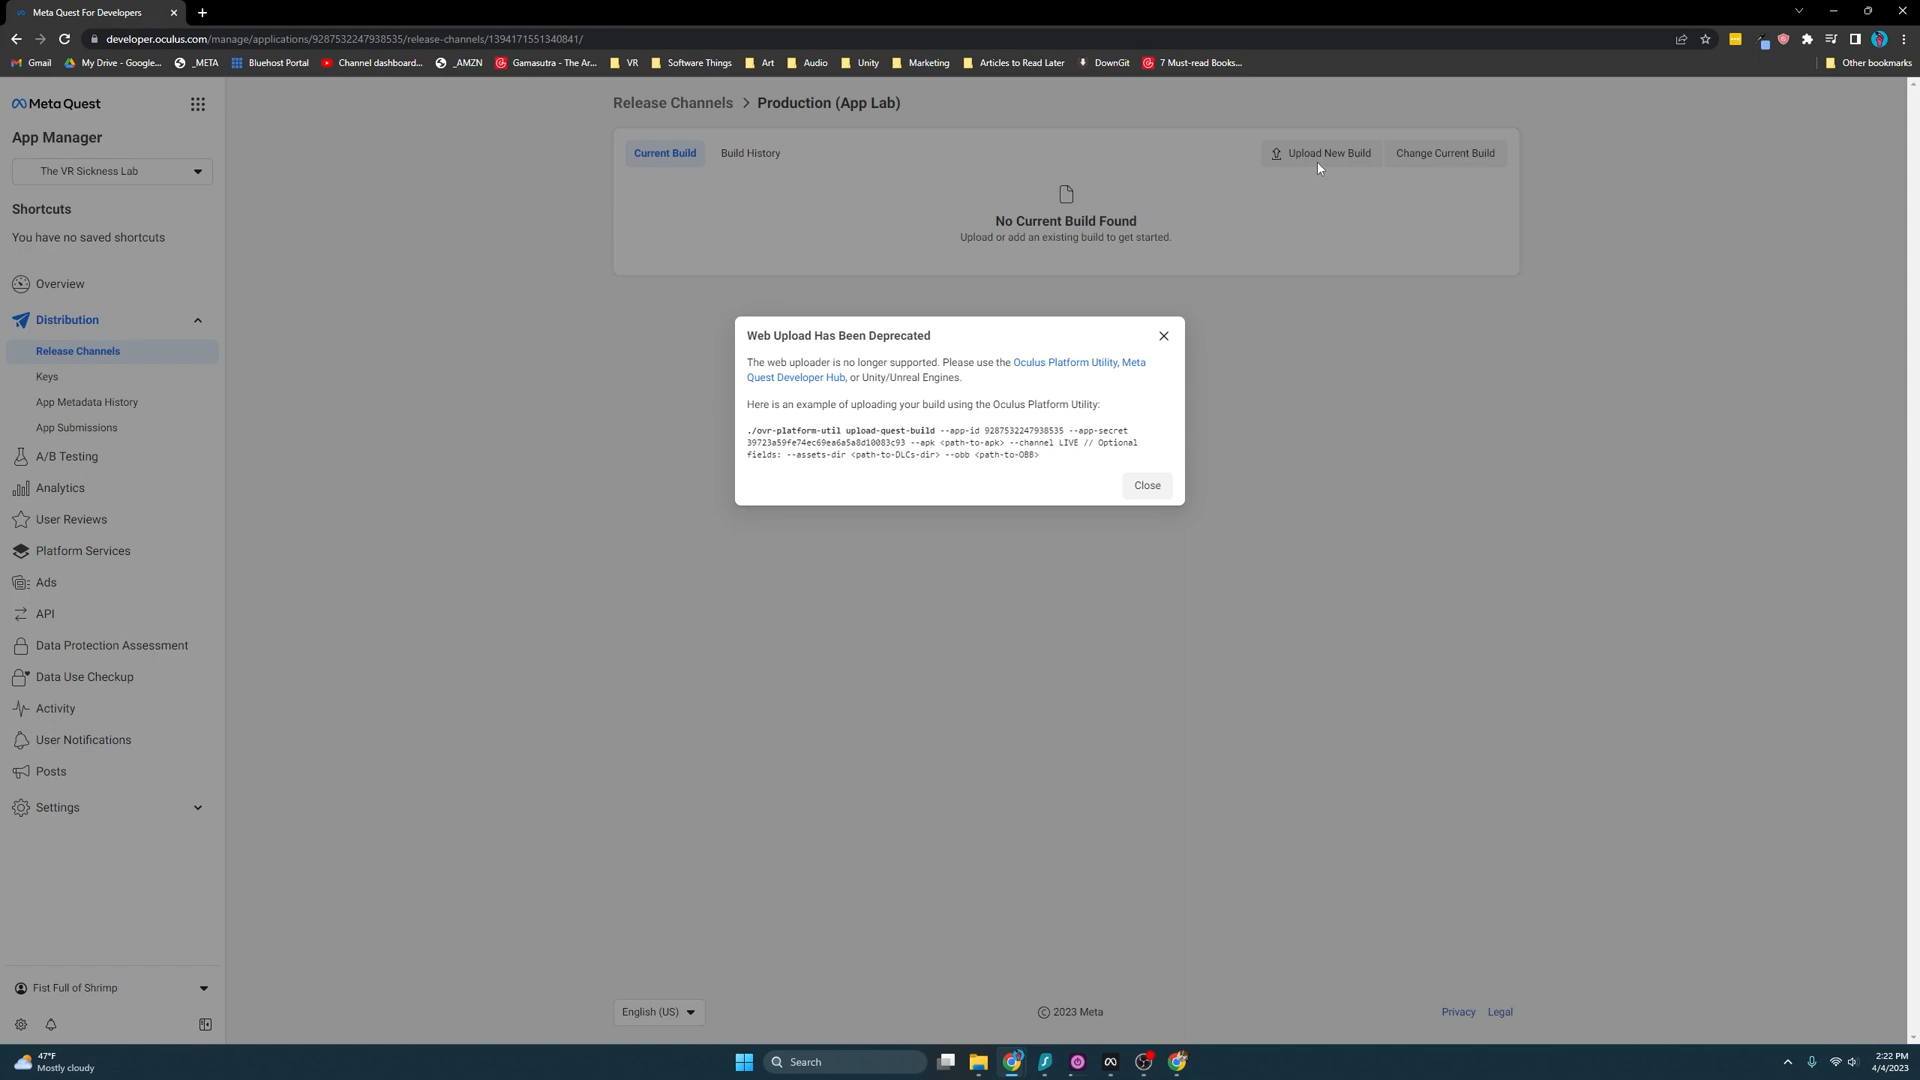 Meta Quest For Developers
developer.oculus.com/manage/applications/9287532247938535/release-channels/1394171551340841/
Gmail
My Drive - Google...
_META
Bluehost Portal
Channel dashboard...
_AMZN
Gamasutra - The Ar...
VR
Software Things
Art
Audio
Unity
Marketing
Articles to Read Later
DownGit
7 Must-read Books...
Other bookmarks
Meta Quest
App Manager
The VR Sickness Lab
Shortcuts
You have no saved shortcuts
Overview
Distribution
Release Channels
Keys
App Metadata History
App Submissions
A/B Testing
Analytics
User Reviews
Platform Services
Ads
API
Data Protection Assessment
Data Use Checkup
Activity
User Notifications
Posts
Settings
Fist Full of Shrimp
Release Channels > Production (App Lab)
Current Build
Build History
Upload New Build
Change Current Build
No Current Build Found
Upload or add an existing build to get started.
Web Upload Has Been Deprecated
The web uploader is no longer supported. Please use the Oculus Platform Utility, Meta
Quest Developer Hub, or Unity/Unreal Engines.
Here is an example of uploading your build using the Oculus Platform Utility:
./ovr-platform-util upload-quest-build --app-id 9287532247938535 --app-secret
39723a59fe74ec69ea6a5a8d10083c93 --apk <path-to-apk> --channel LIVE // Optional
fields: --assets-dir <path-to-DLCs-dir> --obb <path-to-OBB>
Close
English (US)
© 2023 Meta
Privacy
Legal
47°F
Mostly cloudy
Search
2:22 PM
4/4/2023